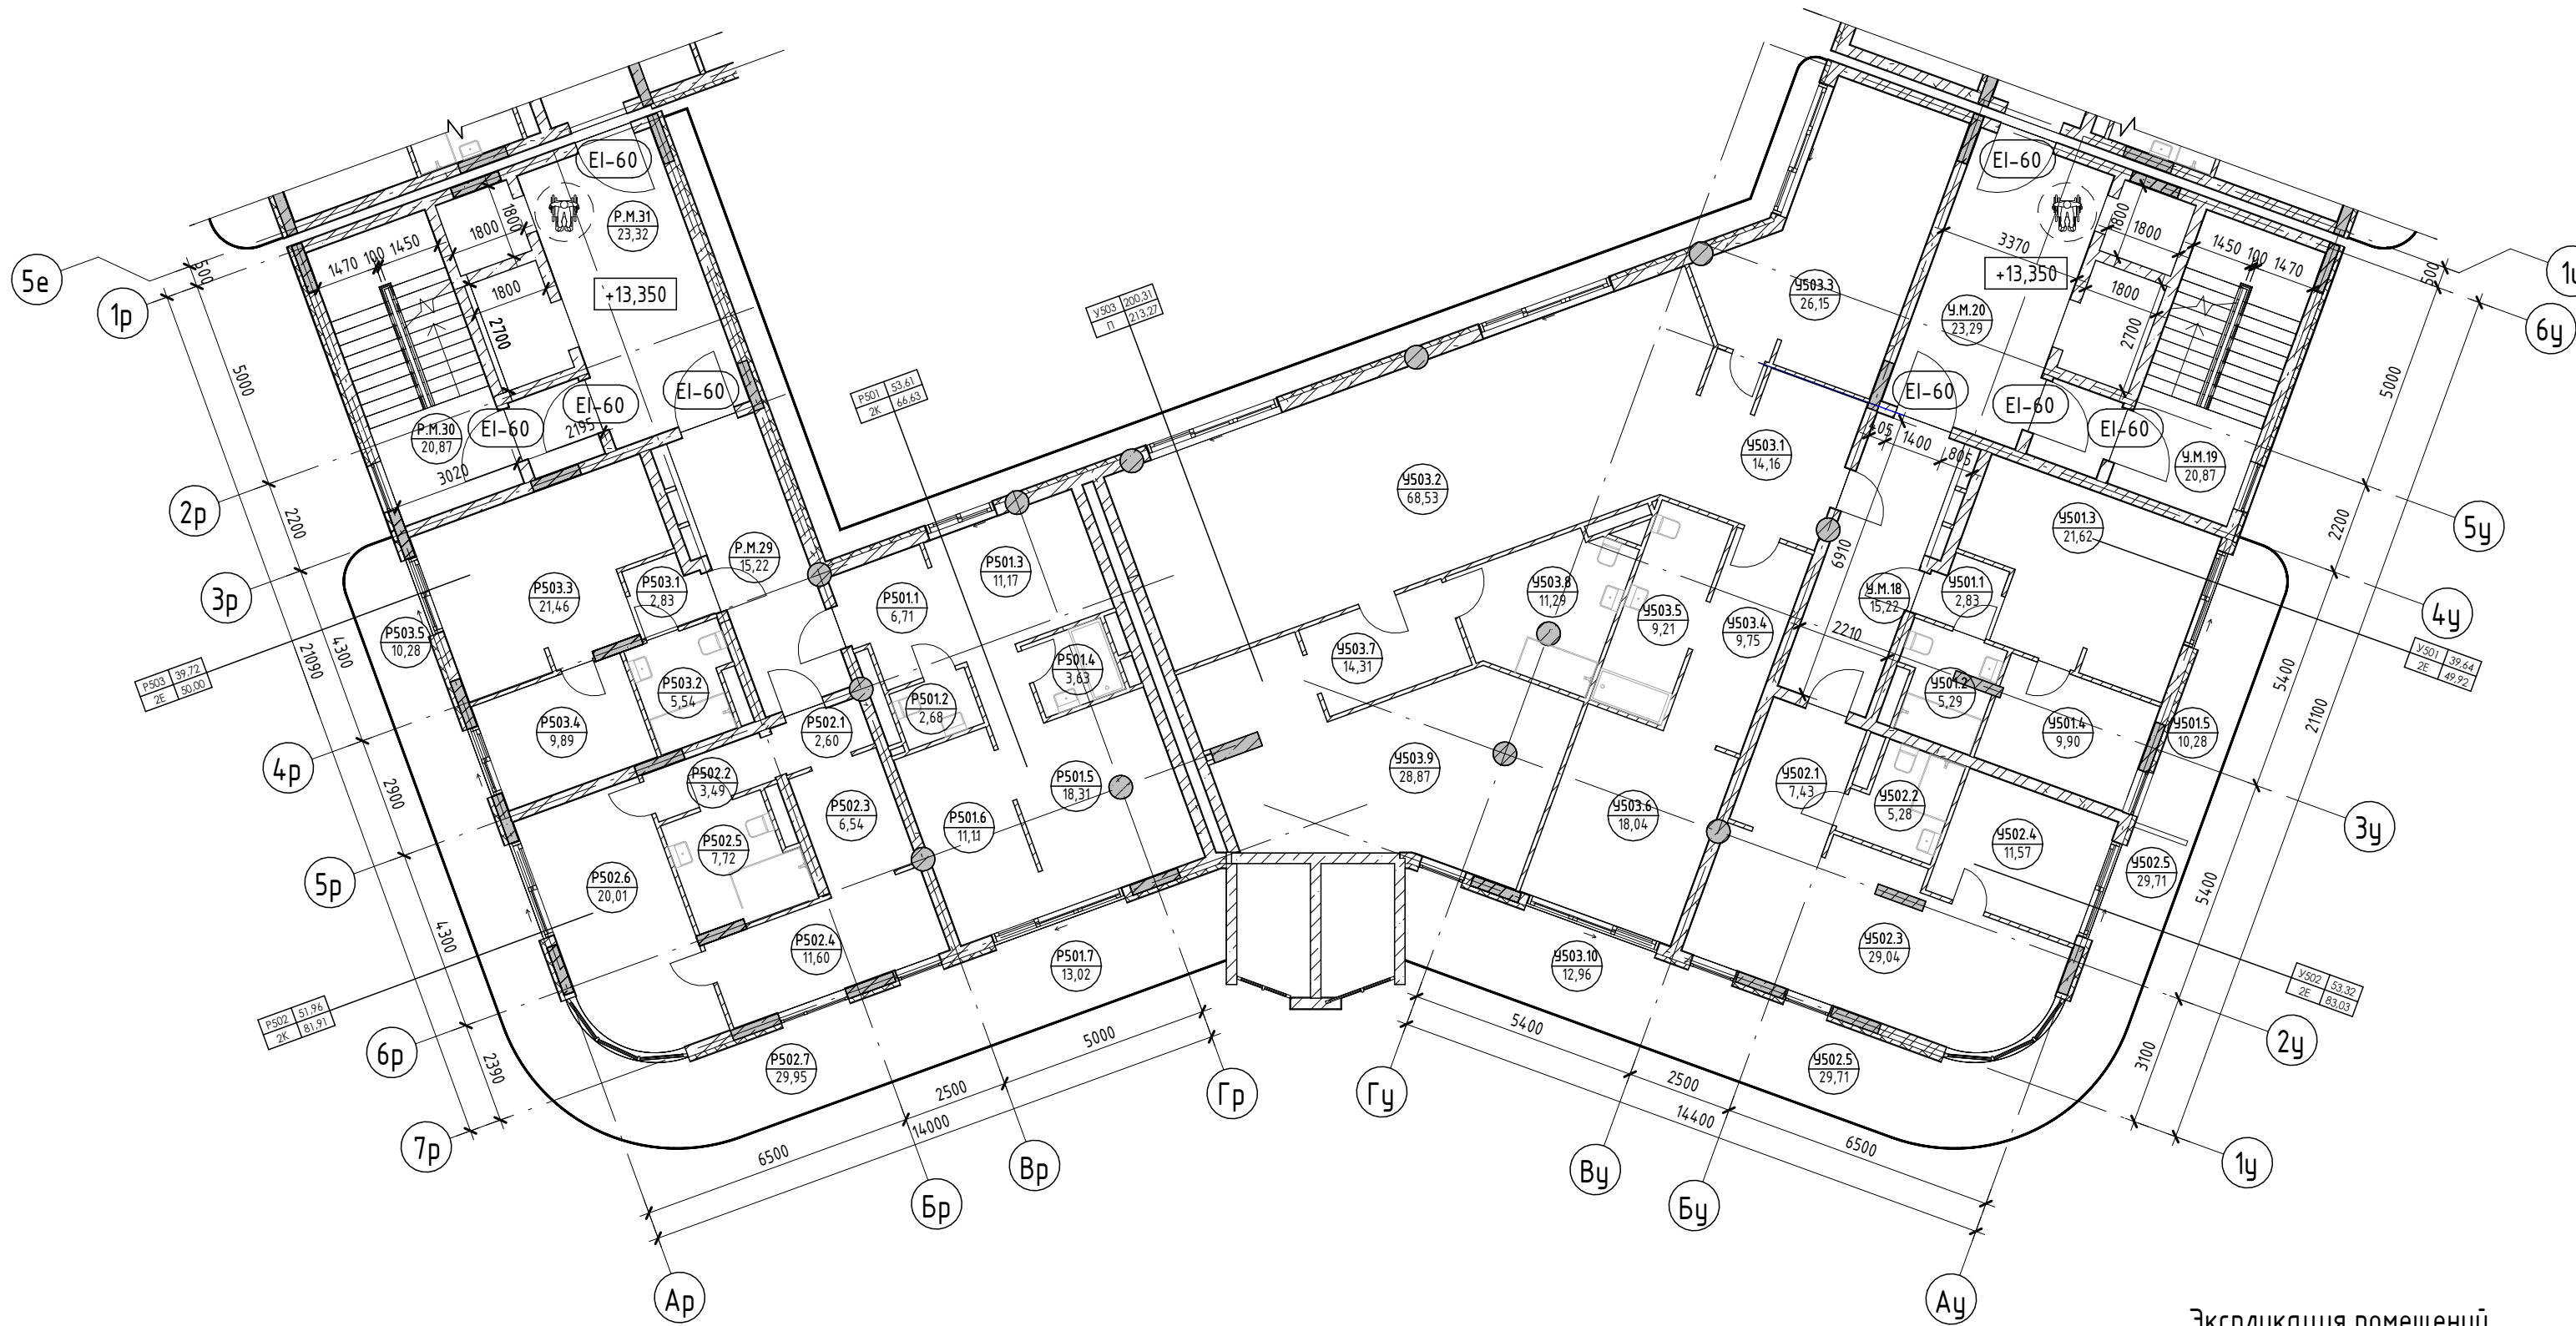 EI-60
EI-60
Р.М.31
23,32
+13,350
1800
1800
1470 100 1450
1800
2700
5е
1р
500
5000
EI-60
EI-60
EI-60
2195
Р.М.30
20,87
3020
2р
2200
3р
21090
4300
Р503 39.72
2Е 50.00
Р503.3
21,46
Р503.1
2,83
Р.М.29
15,22
Р503.5
10,28
Р503.4
9,89
Р503.2
5,54
4р
2900
5р
4300
Р501 53.61
2К 66.63
У503 200.31
П 213.27
Р501.3
11,17
Р501.1
6,71
Р501.4
3,63
Р501.2
2,68
Р502.1
2,60
Р502.2
3,49
Р502.3
6,54
Р501.5
18,31
Р501.6
11,11
Р502.5
7,72
Р502.6
20,01
Р502.4
11,60
Р501.7
13,02
Р502 51.96
2К 81.91
6р
2390
7р
Р502.7
29,95
5000
2500
14000
6500
Гр
Вр
Бр
Ар
У503.3
26,15
3370
+13,350
У.М.20
23,29
1800
1800
1450 100 1470
1800
2700
500
6у
5000
EI-60
EI-60
EI-60
У.М.19
20,87
405
1400
805
У503.1
14,16
У503.2
68,53
5у
2200
У501.3
21,62
6910
У503.8
11,29
У503.5
9,21
У503.4
9,75
У.М.18
15,22
У501.1
2,83
2210
У503.7
14,31
4у
У501 39.64
2Е 49.92
5400
21100
У501.2
5,29
У501.4
9,90
У501.5
10,28
У503.9
28,87
У503.6
18,04
У502.1
7,43
У502.2
5,28
У502.4
11,57
3у
У502.5
29,71
5400
У502.3
29,04
У503.10
12,96
У502 53.32
2Е 83.03
2у
3100
У502.5
29,71
5400
2500
14400
6500
1у
Гу
Ву
Бу
Ау
Экспликация помещений